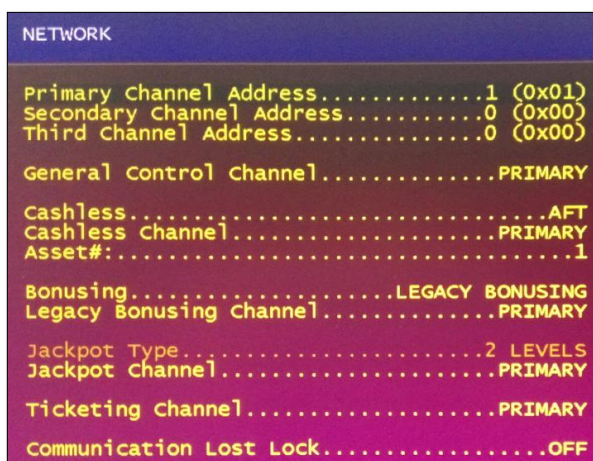 NETWORK
Primary Channel Address.............1 (0x01)
Secondary Channel Address............0 (0x00)
Third Channel Address................0 (0x00)
General Control Channel...............PRIMARY
Cashless..................................AFT
Cashless Channel......................PRIMARY
Asset#:.....................................1
Bonusing.....................LEGACY BONUSING
Legacy Bonusing Channel...............PRIMARY
Jackpot Type.........................2 LEVELS
Jackpot Channel.......................PRIMARY
Ticketing Channel.....................PRIMARY
Communication Lost Lock...................OFF